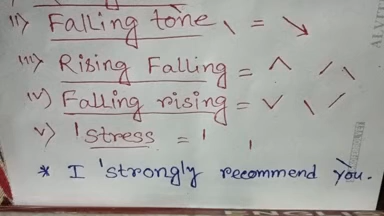 ii) Falling tone ˎ = ↘
iii) Rising Falling = ^ / \
iv) Falling rising = ˅ \ /
v) 'stress = ' '
* I 'strongly recommend you.